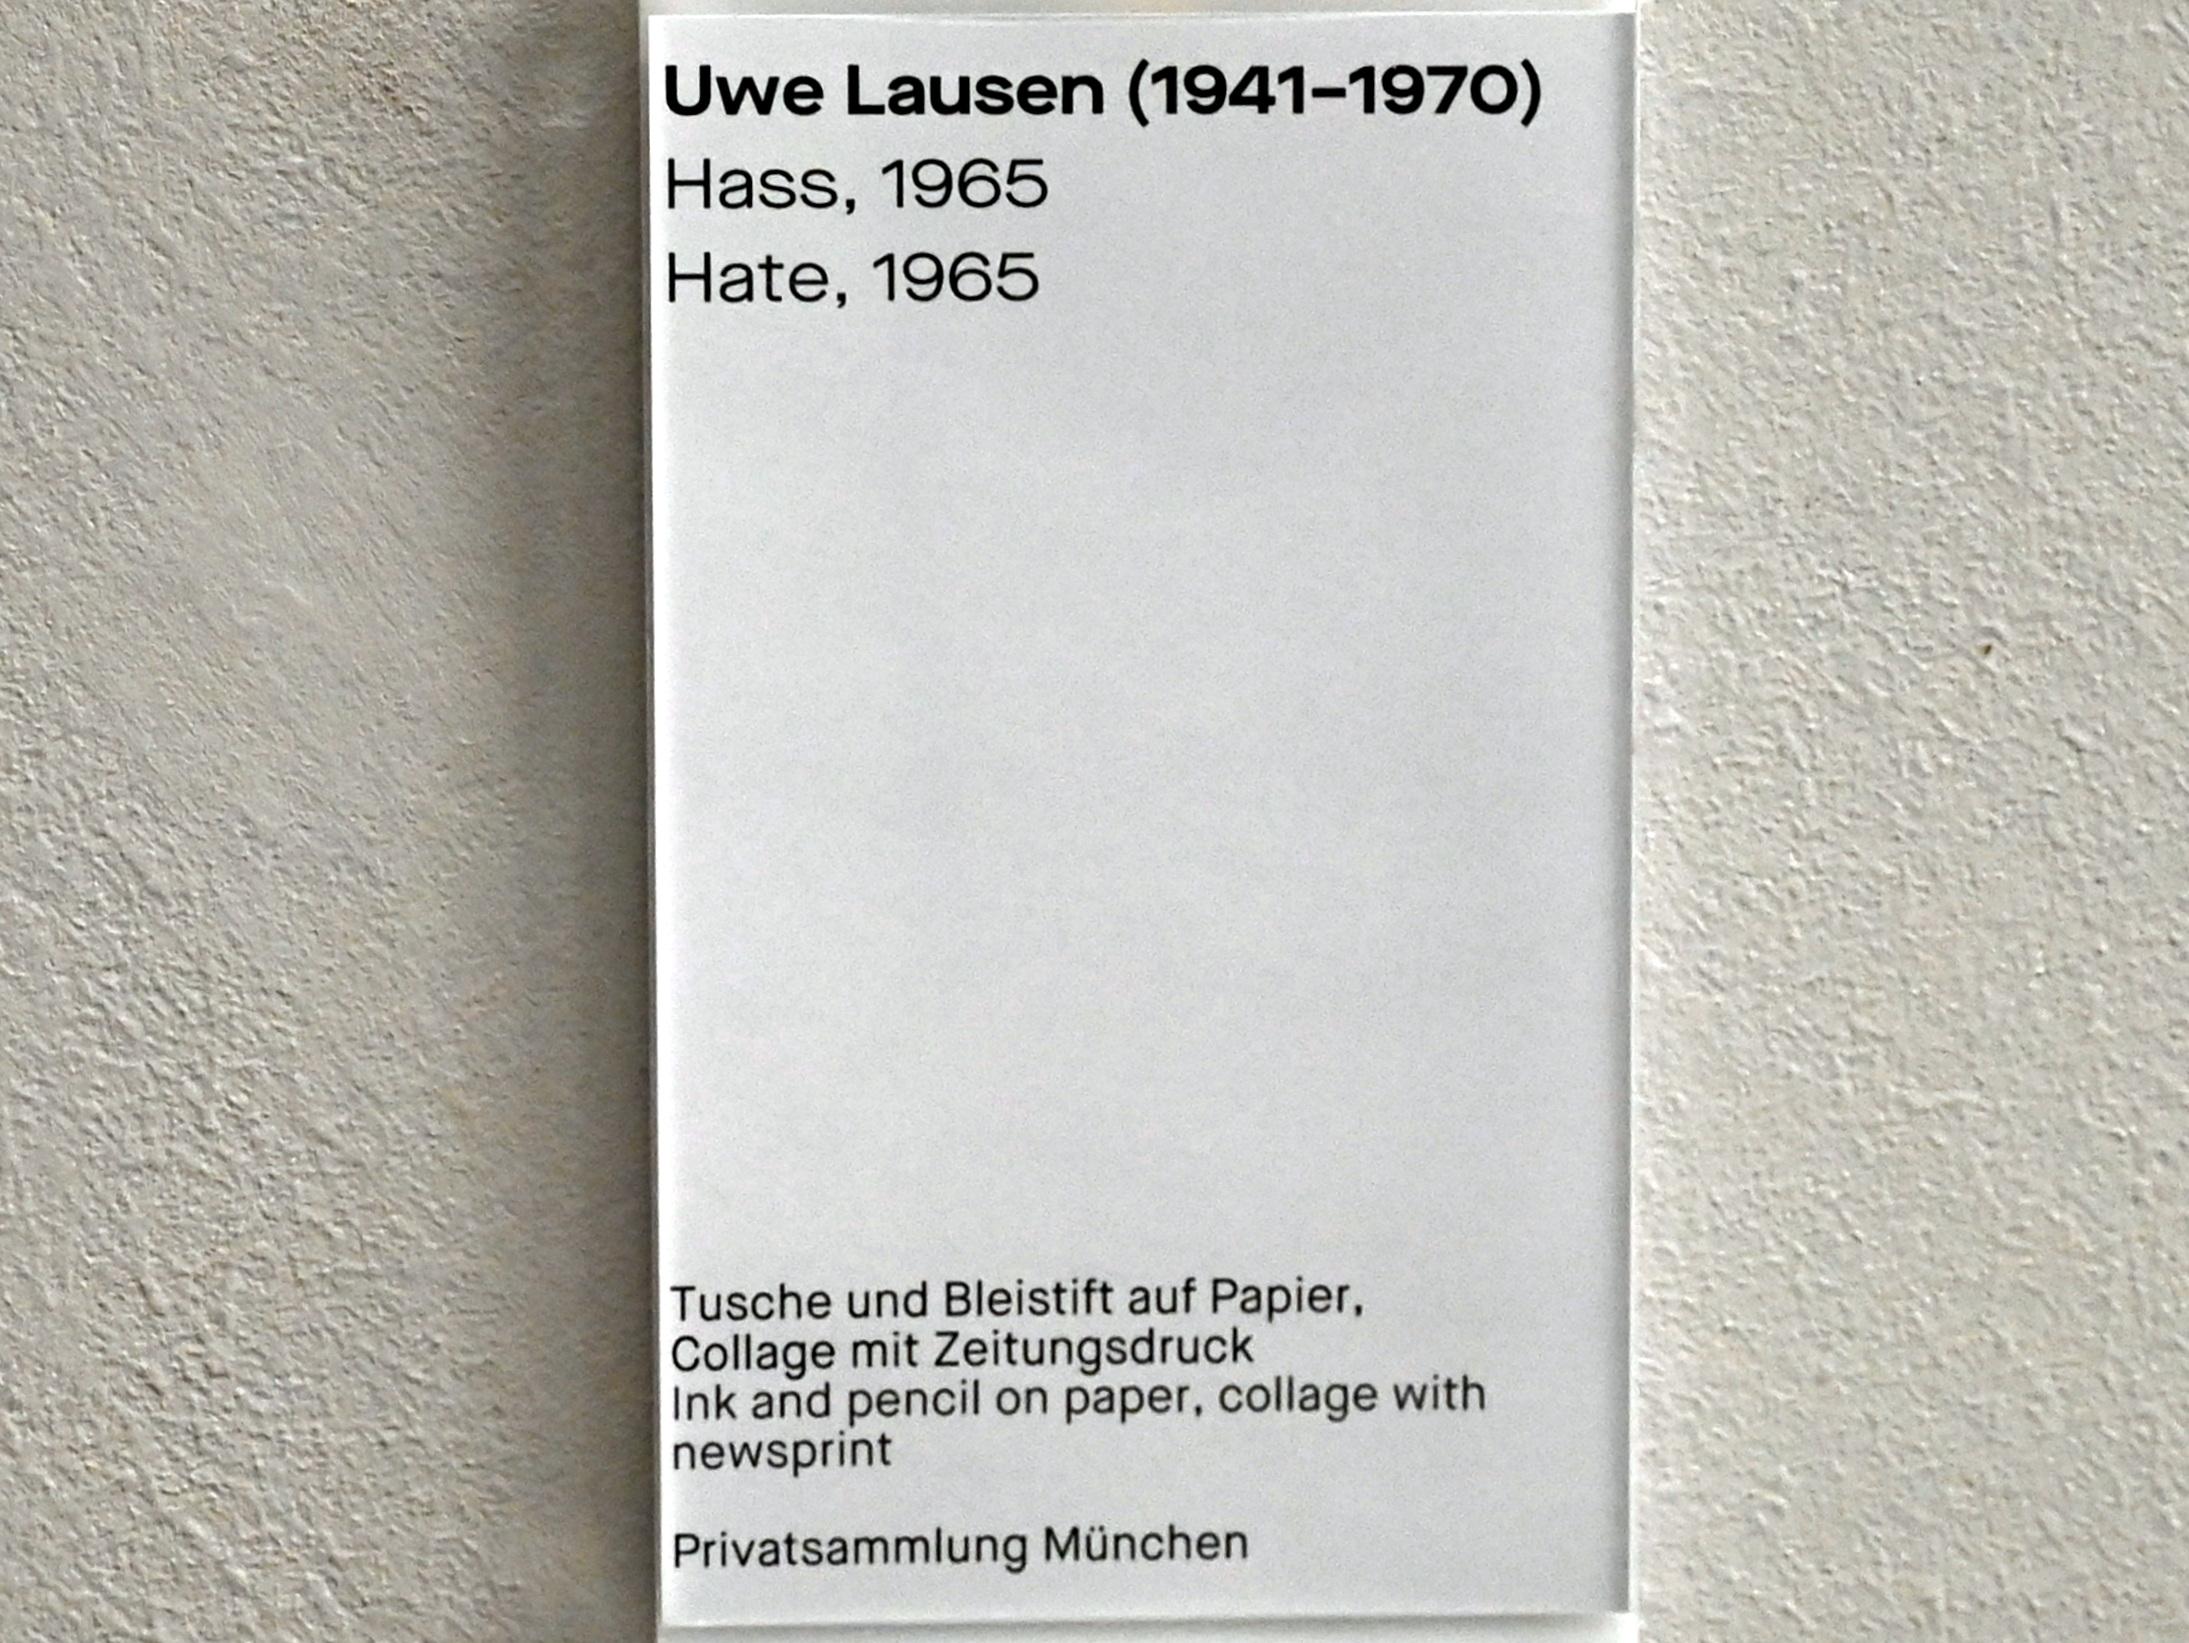 Uwe Lausen (1941–1970)
Hass, 1965
Hate, 1965
Tusche und Bleistift auf Papier,
Collage mit Zeitungsdruck
Ink and pencil on paper, collage with
newsprint
Privatsammlung München